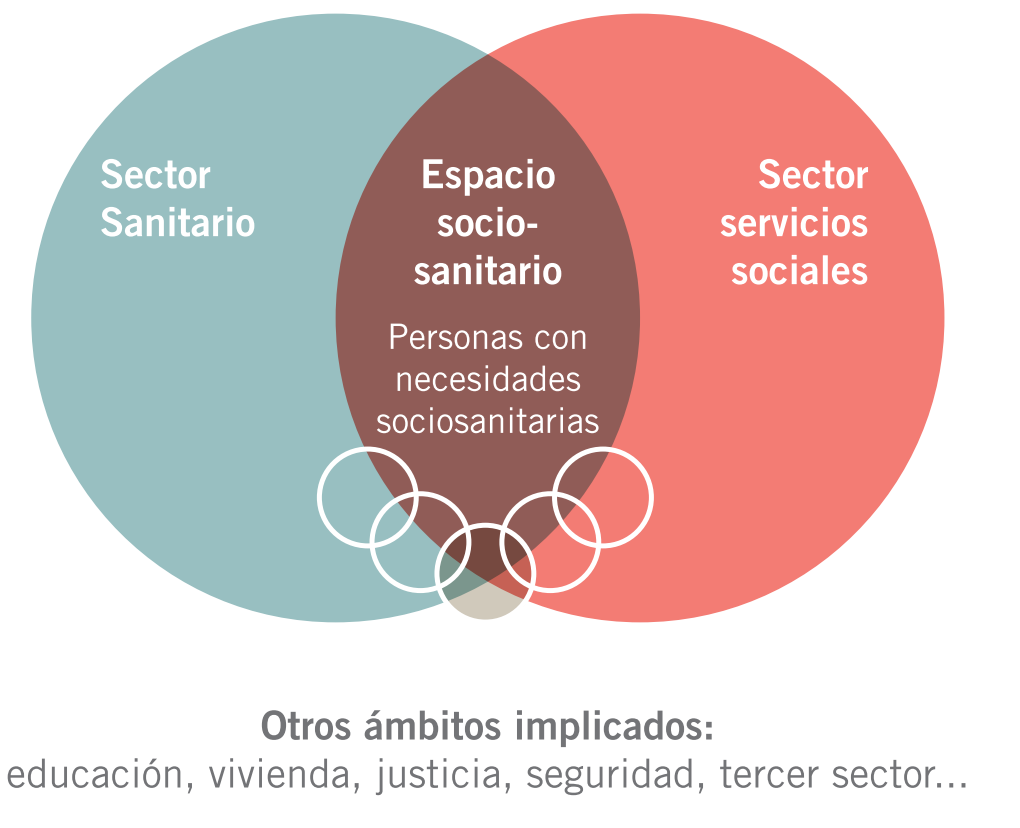 Sector
Sanitario
Espacio
socio-
sanitario
Personas con
necesidades
sociosanitarias
Sector
servicios
sociales
Otros ámbitos implicados:
educación, vivienda, justicia, seguridad, tercer sector...